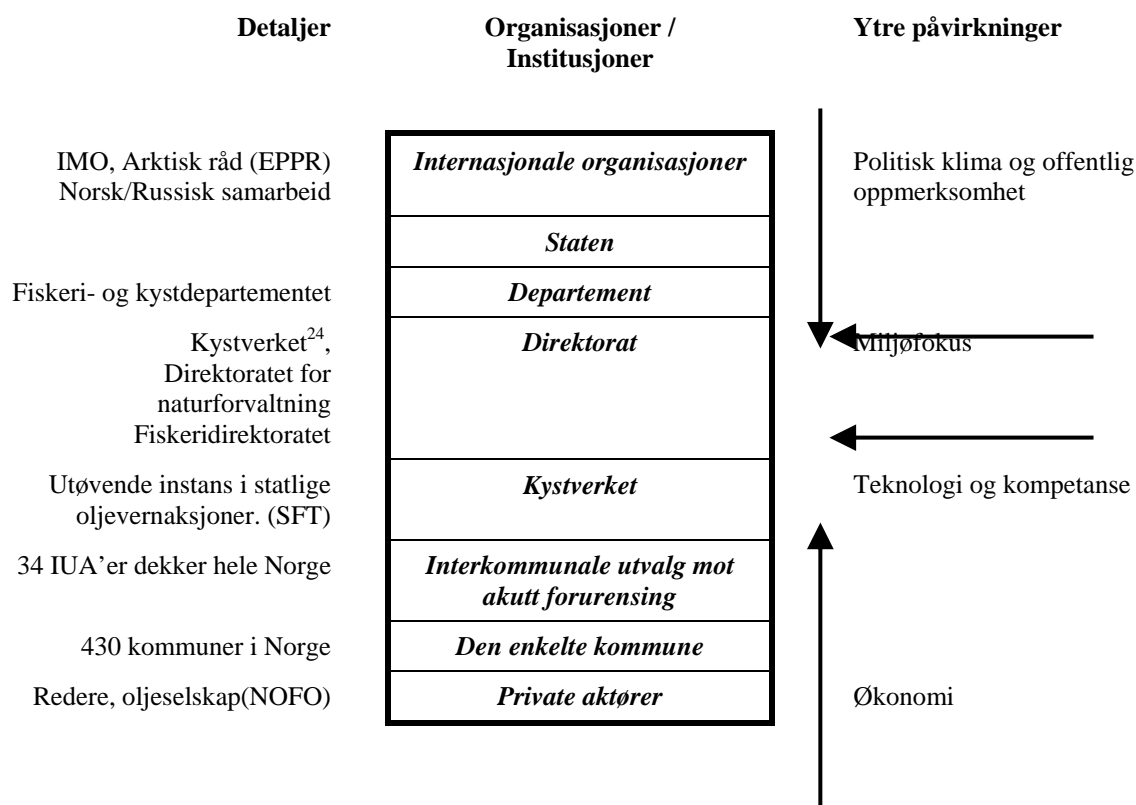 Detaljer
Organisasjoner /
Institusjoner
Ytre påvirkninger
IMO, Arktisk råd (EPPR)
Norsk/Russisk samarbeid
Internasjonale organisasjoner
Politisk klima og offentlig
oppmerksomhet
Staten
Fiskeri- og kystdepartementet
Departement
Kystverket24,
Direktoratet for
naturforvaltning
Fiskeridirektoratet
Direktorat
Miljøfokus
Utøvende instans i statlige
oljevernaksjoner. (SFT)
Kystverket
Teknologi og kompetanse
34 IUA’er dekker hele Norge
Interkommunale utvalg mot
akutt forurensing
430 kommuner i Norge
Den enkelte kommune
Redere, oljeselskap(NOFO)
Private aktører
Økonomi